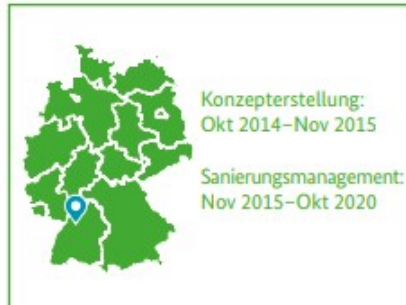 Konzepterstellung:
Okt 2014–Nov 2015
Sanierungsmanagement:
Nov 2015–Okt 2020